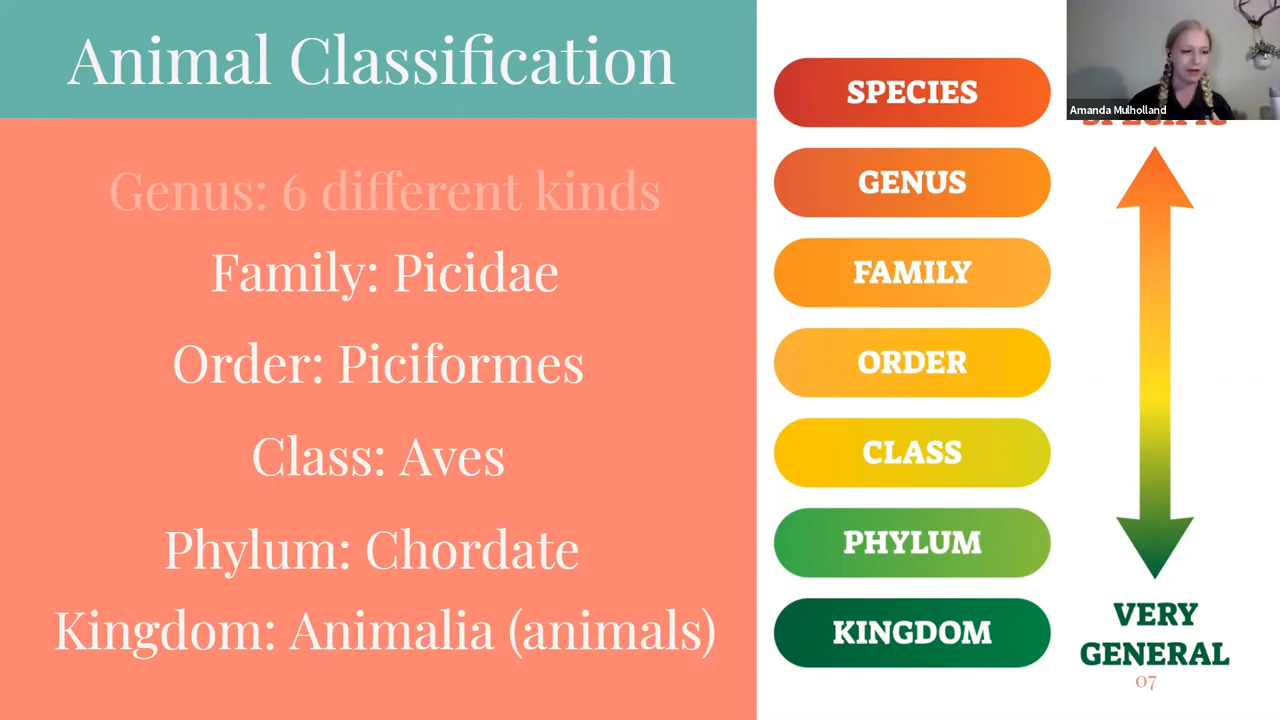 Animal Classification
Genus: 6 different kinds
Family: Picidae
Order: Piciformes
Class: Aves
Phylum: Chordate
Kingdom: Animalia (animals)
SPECIES
GENUS
FAMILY
ORDER
CLASS
PHYLUM
KINGDOM
Amanda Mulholland
SPECIFIC
VERY
GENERAL
07